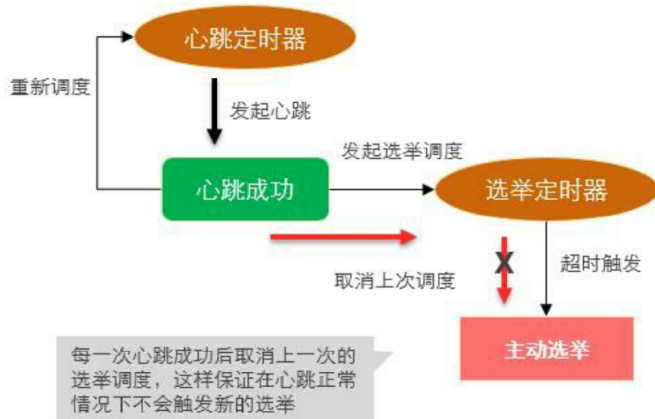 心跳定时器
重新调度
发起心跳
发起选举调度
心跳成功
选举定时器
取消上次调度
X
超时触发
主动选举
每一次心跳成功后取消上一次的
选举调度，这样保证在心跳正常
情况下不会触发新的选举